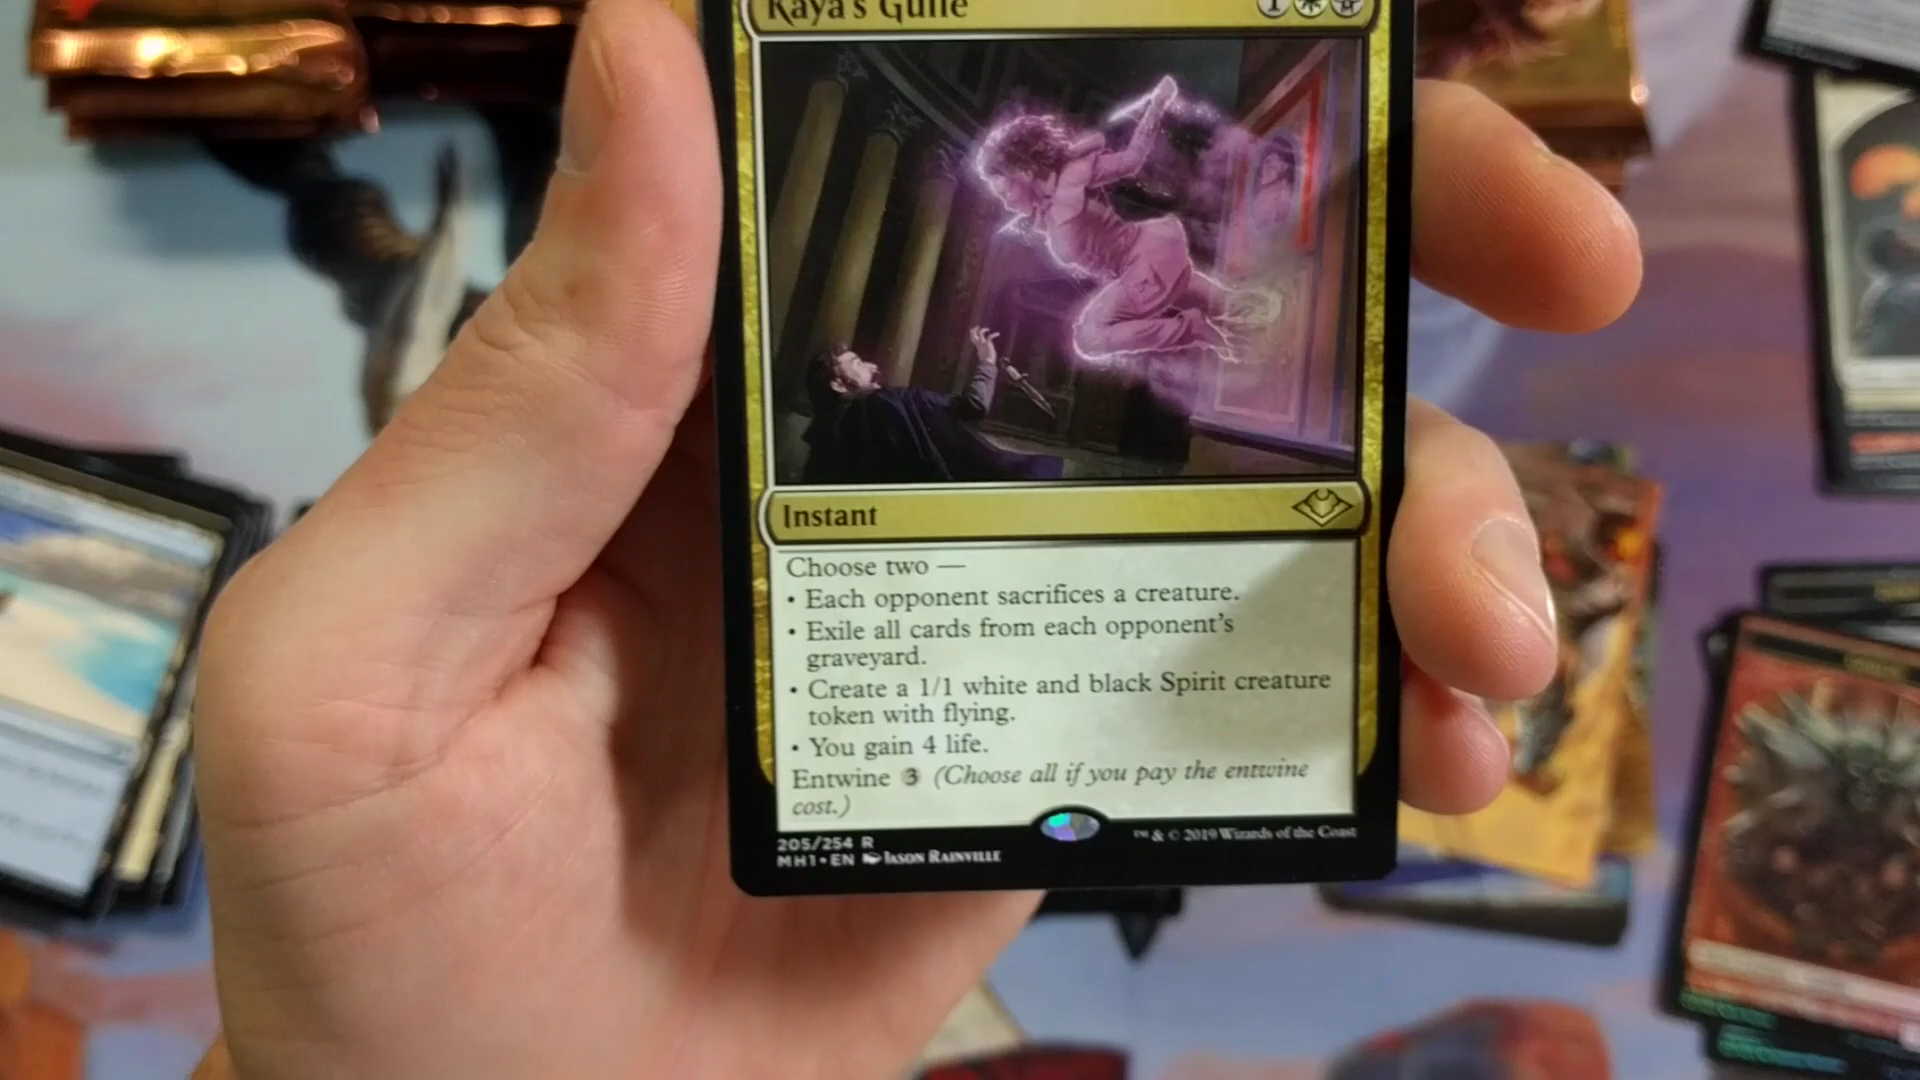 Kaya's Guile
1
Instant
Choose two —
• Each opponent sacrifices a creature.
• Exile all cards from each opponent's
graveyard.
• Create a 1/1 white and black Spirit creature
token with flying.
• You gain 4 life.
Entwine 3 (Choose all if you pay the entwine
cost.)
205/254 R
MH1 • EN Jason Rainville
™ & © 2019 Wizards of the Coast